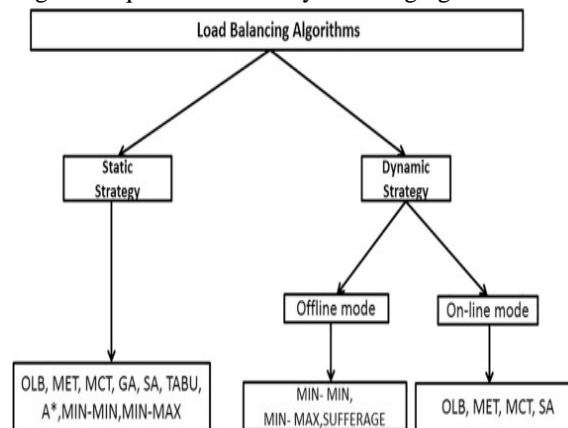 Load Balancing Algorithms
Static
Strategy
Dynamic
Strategy
Offline mode
On-line mode
OLB, MET, MCT, GA, SA, TABU,
A*,MIN-MIN,MIN-MAX
MIN- MIN,
MIN- MAX,SUFFERAGE
OLB, MET, MCT, SA